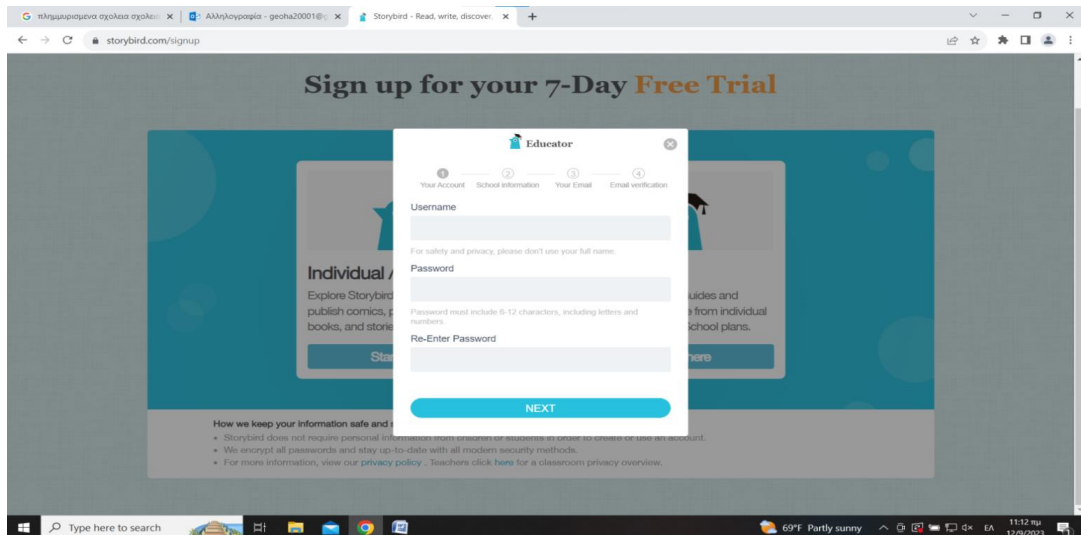 πλημμυρισμενα σχολεια σχολει
Αλληλογραφία - geoha20001@
Storybird - Read, write, discover,
storybird.com/signup
Sign up for your 7-Day Free Trial
Educator
1 2 3 4
Your Account School information Your Email Email verification
Username
For safety and privacy, please don't use your full name.
Password
Password must include 6-12 characters, including letters and
numbers.
Re-Enter Password
NEXT
Individual /
Explore Storybird
publish comics,
books, and
uides and
from individual
School plans.
Star
here
How we keep your information safe and
• Storybird does not require personal information from children or students in order to create or use an account.
• We encrypt all passwords and stay up-to-date with all modern security methods.
• For more information, view our privacy policy . Teachers click here for a classroom privacy overview.
Type here to search
69°F Partly sunny
ΕΛ
11:12 πμ
12/9/2023